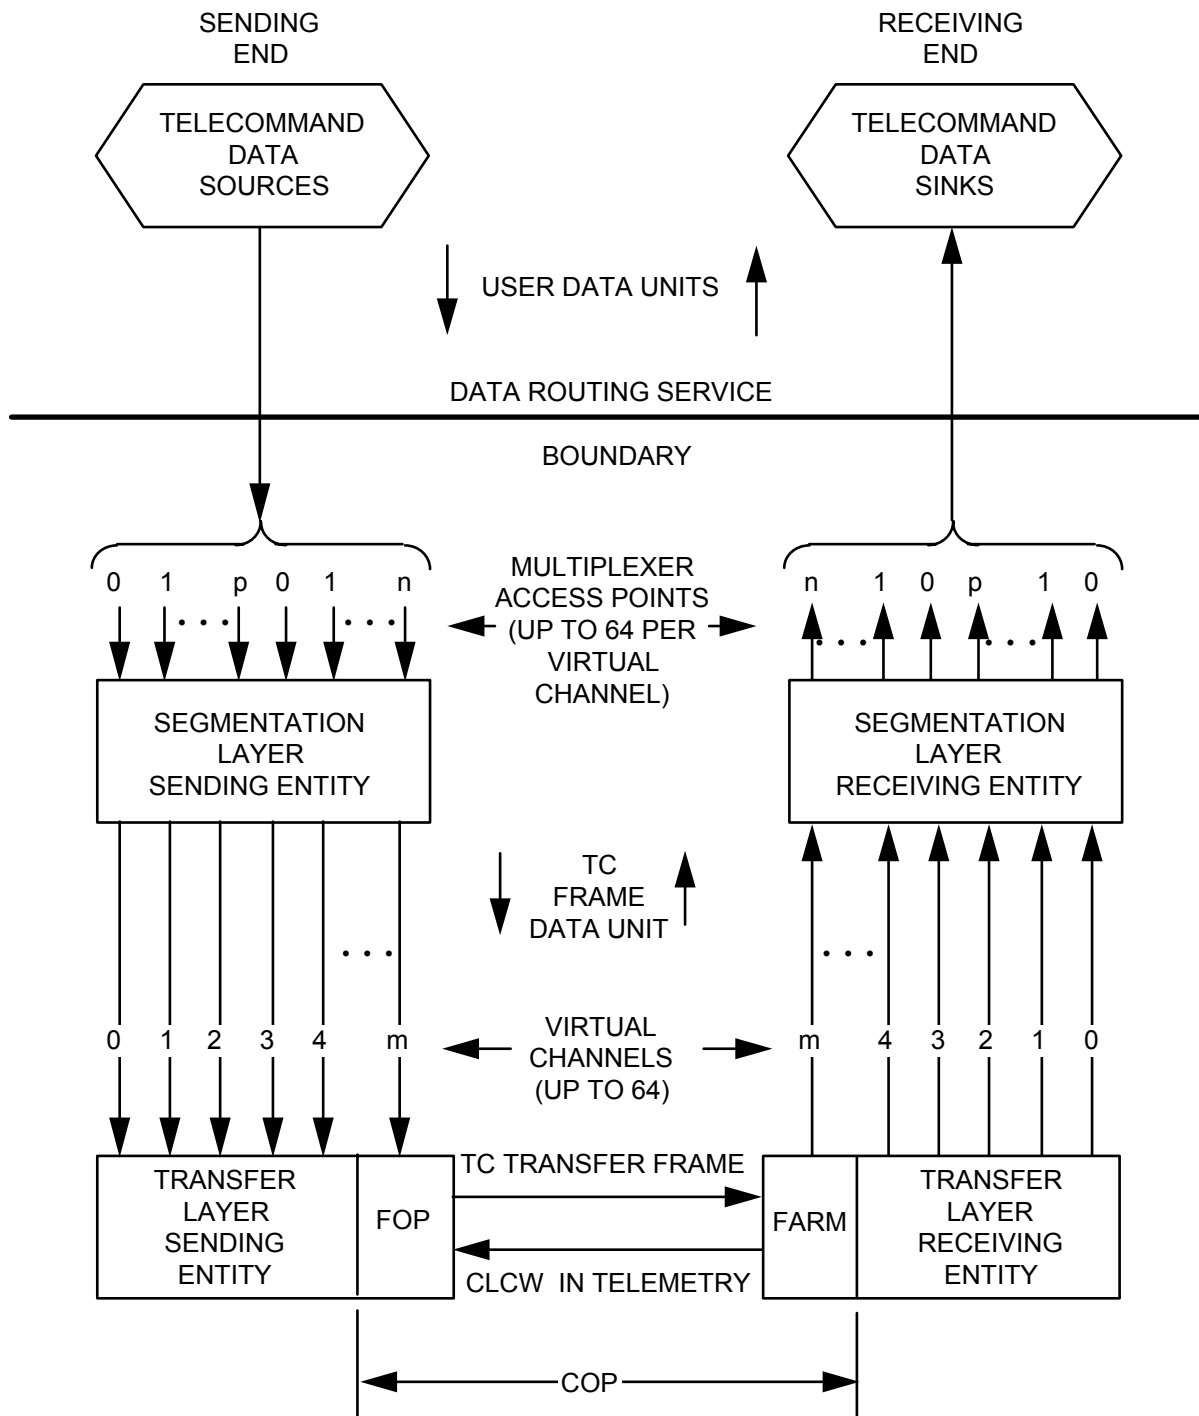 SENDING
END
RECEIVING
END
TELECOMMAND
DATA
SOURCES
TELECOMMAND
DATA
SINKS
USER DATA UNITS
DATA ROUTING SERVICE
BOUNDARY
0 1 p 0 1 n
. . . . . .
MULTIPLEXER
ACCESS POINTS
(UP TO 64 PER
VIRTUAL
CHANNEL)
n 1 0 p 1 0
. . . . . .
SEGMENTATION
LAYER
SENDING ENTITY
SEGMENTATION
LAYER
RECEIVING ENTITY
TC
FRAME
DATA UNIT
. . .
. . .
0 1 2 3 4 m
VIRTUAL
CHANNELS
(UP TO 64)
m 4 3 2 1 0
TRANSFER
LAYER
SENDING
ENTITY
FOP
TC TRANSFER FRAME
CLCW IN TELEMETRY
FARM
TRANSFER
LAYER
RECEIVING
ENTITY
COP